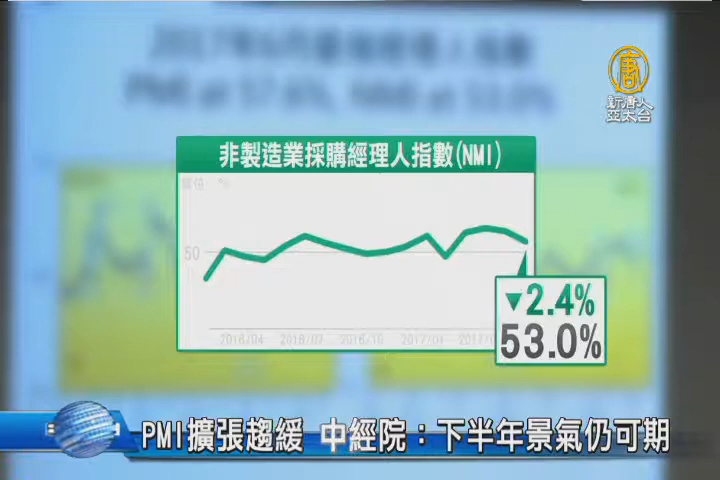 唐
新唐人
亞太台
非製造業採購經理人指數(NMI)
50
2016/04 2016/07 2016/10 2017/01
▼2.4%
53.0%
PMI擴張趨緩 中經院：下半年景氣仍可期